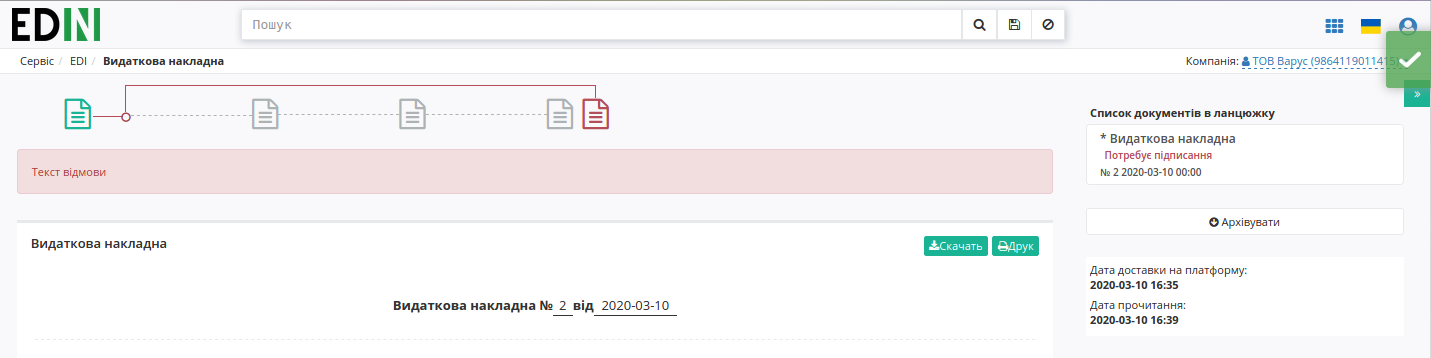 EDIN
Пошук
Сервіс / EDI / Видаткова накладна
Компанія: ТОВ Варус (9864119011415)
Список документів в ланцюжку
* Видаткова накладна
Потребує підписання
№ 2 2020-03-10 00:00
Текст відмови
Архівувати
Видаткова накладна
Скачать
Друк
Дата доставки на платформу:
2020-03-10 16:35
Дата прочитання:
2020-03-10 16:39
Видаткова накладна № 2 від 2020-03-10